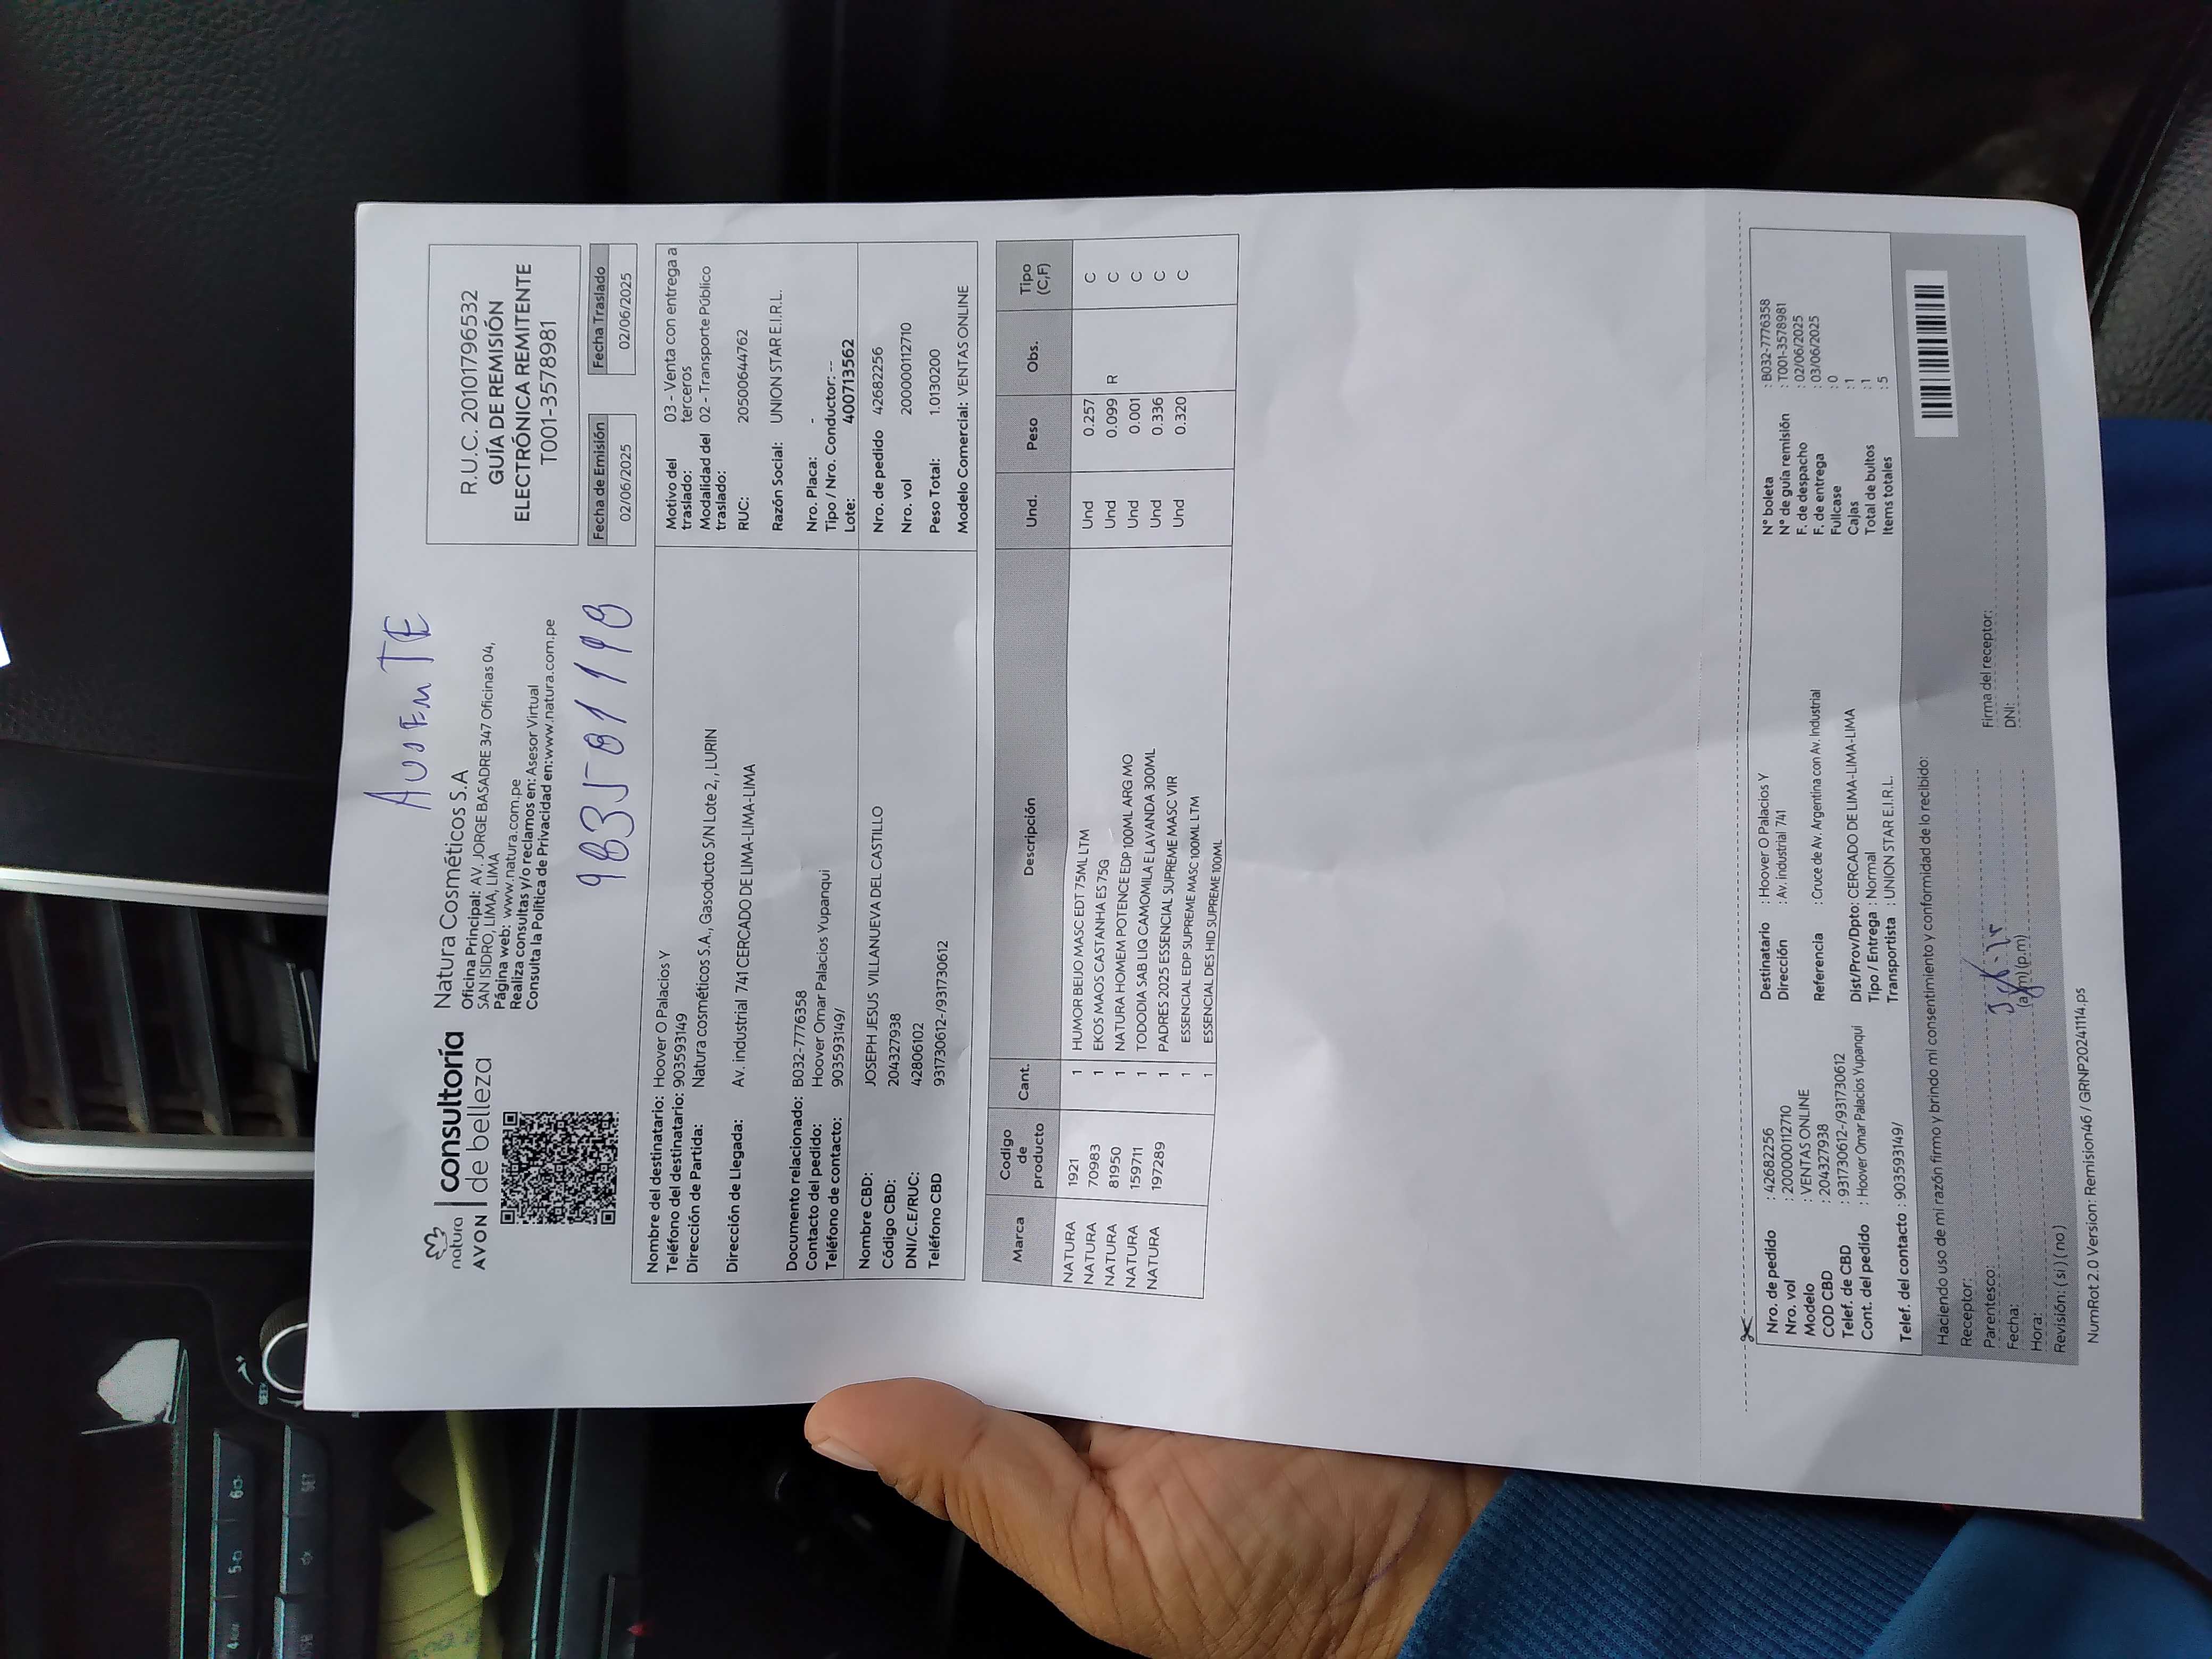 AUSENTE
natura
AVON
consultoría
de belleza
Natura Cosméticos S.A
Oficina Principal: AV. JORGE BASADRE 347 Oficinas 04,
SAN ISIDRO, LIMA, LIMA
Página web: www.natura.com.pe
Realiza consultas y/o reclamos en: Asesor Virtual
Consulta la Política de Privacidad en:www.natura.com.pe
R.U.C. 20101796532
GUÍA DE REMISIÓN
ELECTRÓNICA REMITENTE
T001-3578981
983501198
Fecha de Emisión
02/06/2025
Fecha Traslado
02/06/2025
Nombre del destinatario: Hoover O Palacios Y
Teléfono del destinatario: 903593149
Dirección de Partida: Natura cosméticos S.A., Gasoducto S/N Lote 2, , LURIN
Dirección de Llegada: Av. industrial 741 CERCADO DE LIMA-LIMA-LIMA
Documento relacionado: B032-7776358
Contacto del pedido: Hoover Omar Palacios Yupanqui
Teléfono de contacto: 903593149/
Nombre CBD: JOSEPH JESUS VILLANUEVA DEL CASTILLO
Código CBD: 204327938
DNI/C.E/RUC: 42806102
Teléfono CBD 931730612-/931730612
Motivo del traslado: 03 - Venta con entrega a terceros
Modalidad del traslado: 02 - Transporte Público
RUC: 20500644762
Razón Social: UNION STAR E.I.R.L.
Nro. Placa: -
Tipo / Nro. Conductor: --
Lote: 400713562
Nro. de pedido 42682256
Nro. vol 200000112710
Peso Total: 1.0130200
Modelo Comercial: VENTAS ONLINE
Marca Codigo de producto Cant. Descripción Und. Peso Obs. Tipo (C,F)
NATURA 1921 1 HUMOR BEIJO MASC EDT 75ML LTM Und 0.257 C
NATURA 70983 1 EKOS MAOS CASTANHA ES 75G Und 0.099 R C
NATURA 81950 1 NATURA HOMEM POTENCE EDP 100ML ARG MO Und 0.001 C
NATURA 159711 1 TODODIA SAB LIQ CAMOMILA E LAVANDA 300ML Und 0.336 C
NATURA 197289 1 PADRES 2025 ESSENCIAL SUPREME MASC VIR Und 0.320 C
1 ESSENCIAL EDP SUPREME MASC 100ML LTM
1 ESSENCIAL DES HID SUPREME 100ML
Nro. de pedido : 42682256
Nro. vol : 200000112710
Modelo : VENTAS ONLINE
COD CBD : 204327938
Telef. de CBD : 931730612-/931730612
Cont. del pedido : Hoover Omar Palacios Yupanqui
Telef. del contacto : 903593149/
Destinatario : Hoover O Palacios Y
Dirección : Av. industrial 741
Referencia : Cruce de Av. Argentina con Av. Industrial
Dist/Prov/Dpto: CERCADO DE LIMA-LIMA-LIMA
Tipo / Entrega : Normal
Transportista : UNION STAR E.I.R.L.
N° boleta : B032-7776358
N° de guía remisión : T001-3578981
F. de despacho : 02/06/2025
F. de entrega : 03/06/2025
Fullcase : 0
Cajas : 1
Total de bultos : 1
Items totales : 5
Haciendo uso de mi razón firmo y brindo mi consentimiento y conformidad de lo recibido:
Receptor:
Parentesco:
Fecha:
Hora: (a.m) (p.m)
Revisión: ( si ) ( no )
Firma del receptor:
DNI:
NumRot 2.0 Version: Remision46 / GRNP20241114.ps